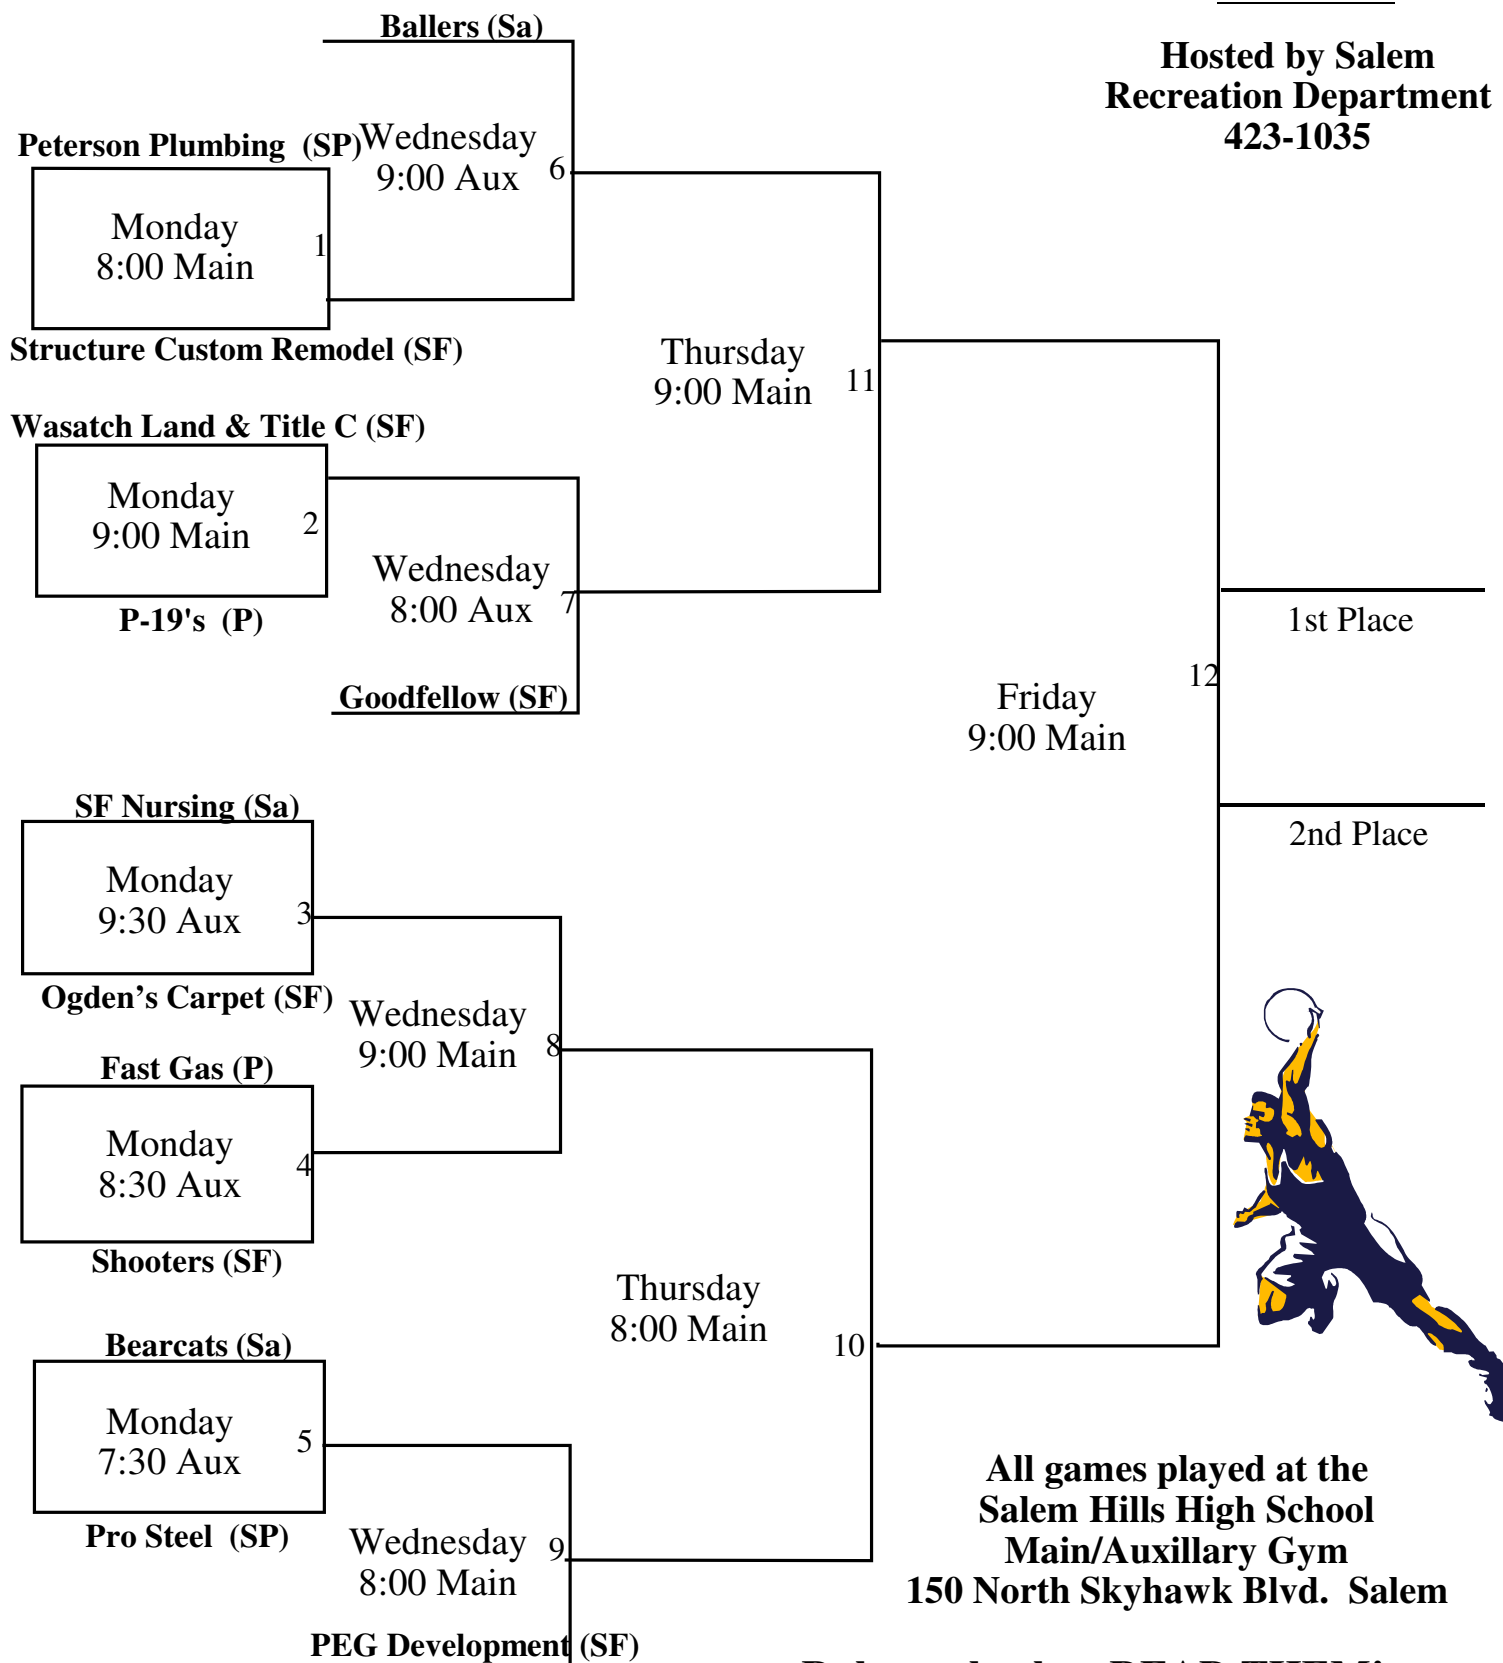 Ballers (Sa)
Hosted by Salem
Recreation Department
423-1035
Peterson Plumbing  (SP)
Wednesday
9:00 Aux
6
Monday
8:00 Main
1
Structure Custom Remodel (SF)
Thursday
9:00 Main
11
Wasatch Land & Title C (SF)
Monday
9:00 Main
2
Wednesday
8:00 Aux
7
P-19's  (P)
1st Place
Goodfellow (SF)
Friday
9:00 Main
12
SF Nursing (Sa)
2nd Place
Monday
9:30 Aux
3
Ogden’s Carpet (SF)
Wednesday
9:00 Main
8
Fast Gas (P)
Monday
8:30 Aux
4
Shooters (SF)
Thursday
8:00 Main
10
Bearcats (Sa)
Monday
7:30 Aux
5
Pro Steel  (SP)
All games played at the
Salem Hills High School
Main/Auxillary Gym
150 North Skyhawk Blvd.  Salem
Wednesday
8:00 Main
9
PEG Development (SF)